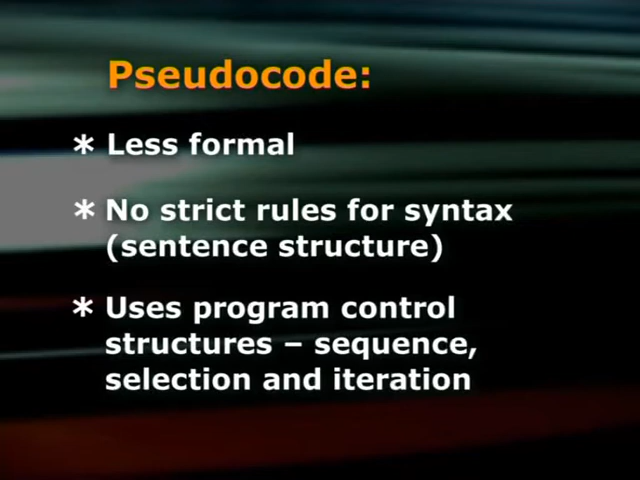 Pseudocode:
* Less formal
* No strict rules for syntax
(sentence structure)
* Uses program control
structures – sequence,
selection and iteration